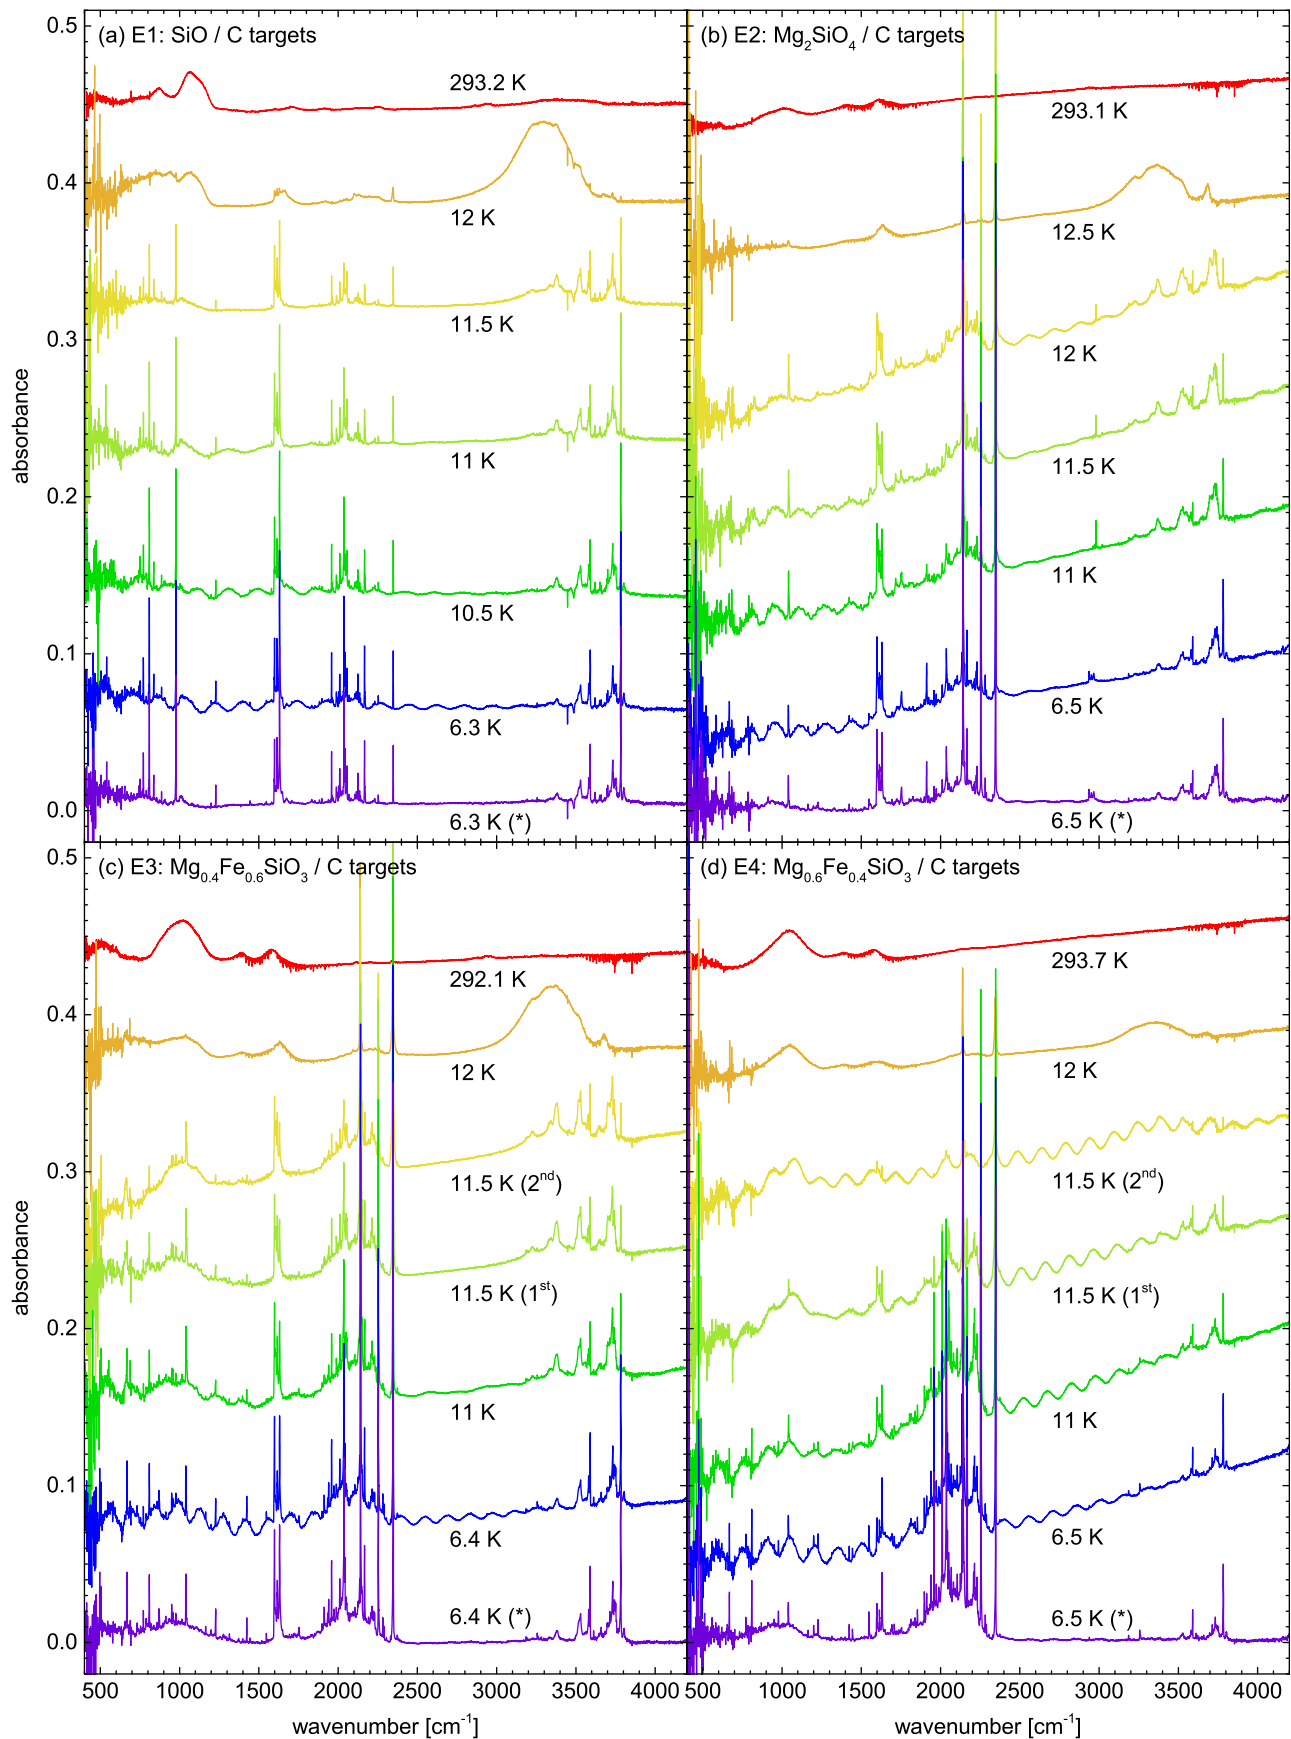 (a) E1: SiO / C targets
293.2 K
12 K
11.5 K
11 K
10.5 K
6.3 K
6.3 K (*)
0.5
0.4
0.3
0.2
0.1
0.0
absorbance
(b) E2: Mg₂SiO₄ / C targets
293.1 K
12.5 K
12 K
11.5 K
11 K
6.5 K
6.5 K (*)
(c) E3: Mg₀.₄Fe₀.₆SiO₃ / C targets
292.1 K
12 K
11.5 K (2ⁿᵈ)
11.5 K (1ˢᵗ)
11 K
6.4 K
6.4 K (*)
0.5
0.4
0.3
0.2
0.1
0.0
absorbance
500 1000 1500 2000 2500 3000 3500 4000
wavenumber [cm⁻¹]
(d) E4: Mg₀.₆Fe₀.₄SiO₃ / C targets
293.7 K
12 K
11.5 K (2ⁿᵈ)
11.5 K (1ˢᵗ)
11 K
6.5 K
6.5 K (*)
500 1000 1500 2000 2500 3000 3500 4000
wavenumber [cm⁻¹]